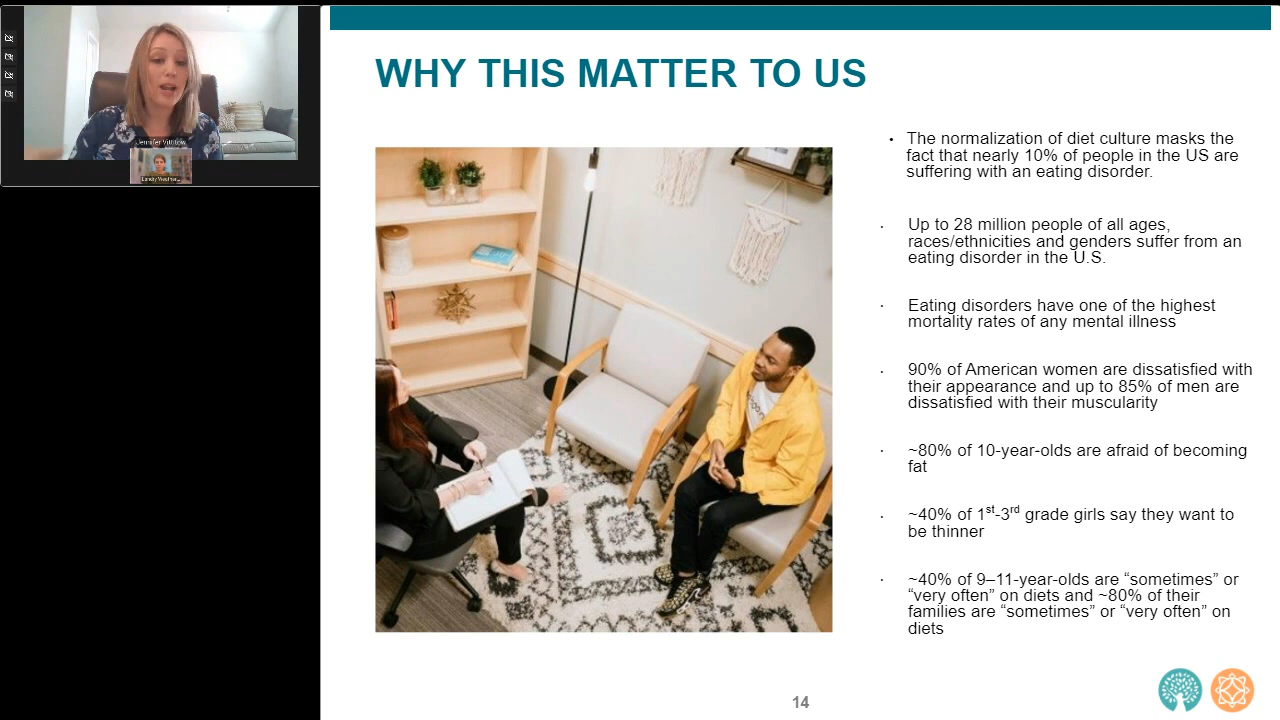 Jennifer Vittitow
Landry Weather...
WHY THIS MATTER TO US
• The normalization of diet culture masks the
fact that nearly 10% of people in the US are
suffering with an eating disorder.
· Up to 28 million people of all ages,
races/ethnicities and genders suffer from an
eating disorder in the U.S.
· Eating disorders have one of the highest
mortality rates of any mental illness
· 90% of American women are dissatisfied with
their appearance and up to 85% of men are
dissatisfied with their muscularity
· ~80% of 10-year-olds are afraid of becoming
fat
· ~40% of 1st-3rd grade girls say they want to
be thinner
· ~40% of 9–11-year-olds are “sometimes” or
“very often” on diets and ~80% of their
families are “sometimes” or “very often” on
diets
14